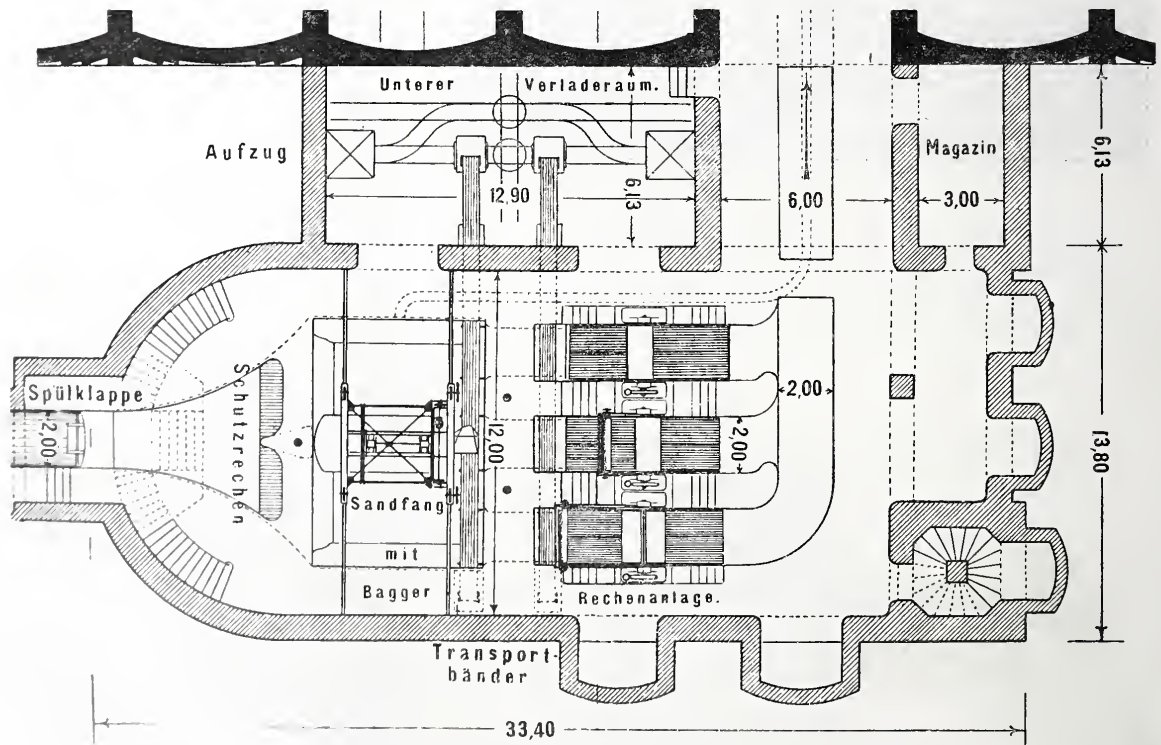 Unterer Verladeraum.
Aufzug
Magazin
6,13
12,90
6,13
6,00
3,00
Spülklappe
Schutzrechen
2,00
12,00
2,00
2,00
13,80
Sandfang
mit
Bagger
Rechenanlage.
Transport-
bänder
33,40